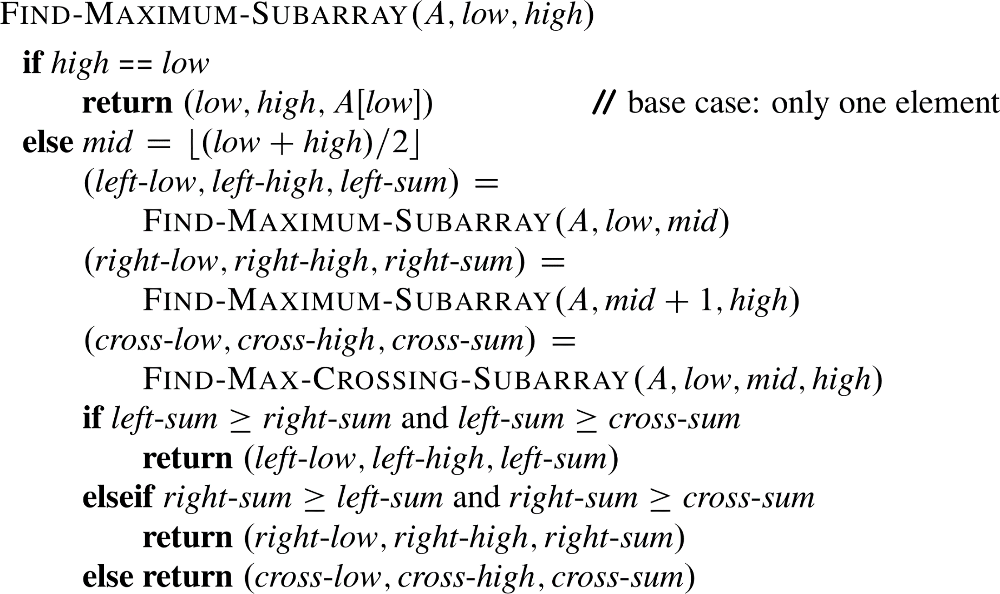 FIND-MAXIMUM-SUBARRAY(A, low, high)
if high == low
return (low, high, A[low]) // base case: only one element
else mid = ⌊(low + high)/2⌋
(left-low, left-high, left-sum) =
FIND-MAXIMUM-SUBARRAY(A, low, mid)
(right-low, right-high, right-sum) =
FIND-MAXIMUM-SUBARRAY(A, mid + 1, high)
(cross-low, cross-high, cross-sum) =
FIND-MAX-CROSSING-SUBARRAY(A, low, mid, high)
if left-sum ≥ right-sum and left-sum ≥ cross-sum
return (left-low, left-high, left-sum)
elseif right-sum ≥ left-sum and right-sum ≥ cross-sum
return (right-low, right-high, right-sum)
else return (cross-low, cross-high, cross-sum)